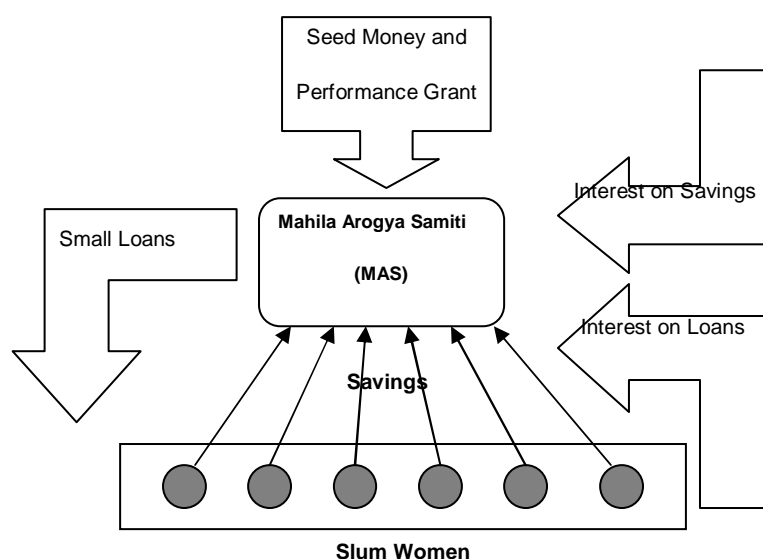 Seed Money and
Performance Grant
Interest on Savings
Small Loans
Mahila Arogya Samiti
(MAS)
Interest on Loans
Savings
Slum Women